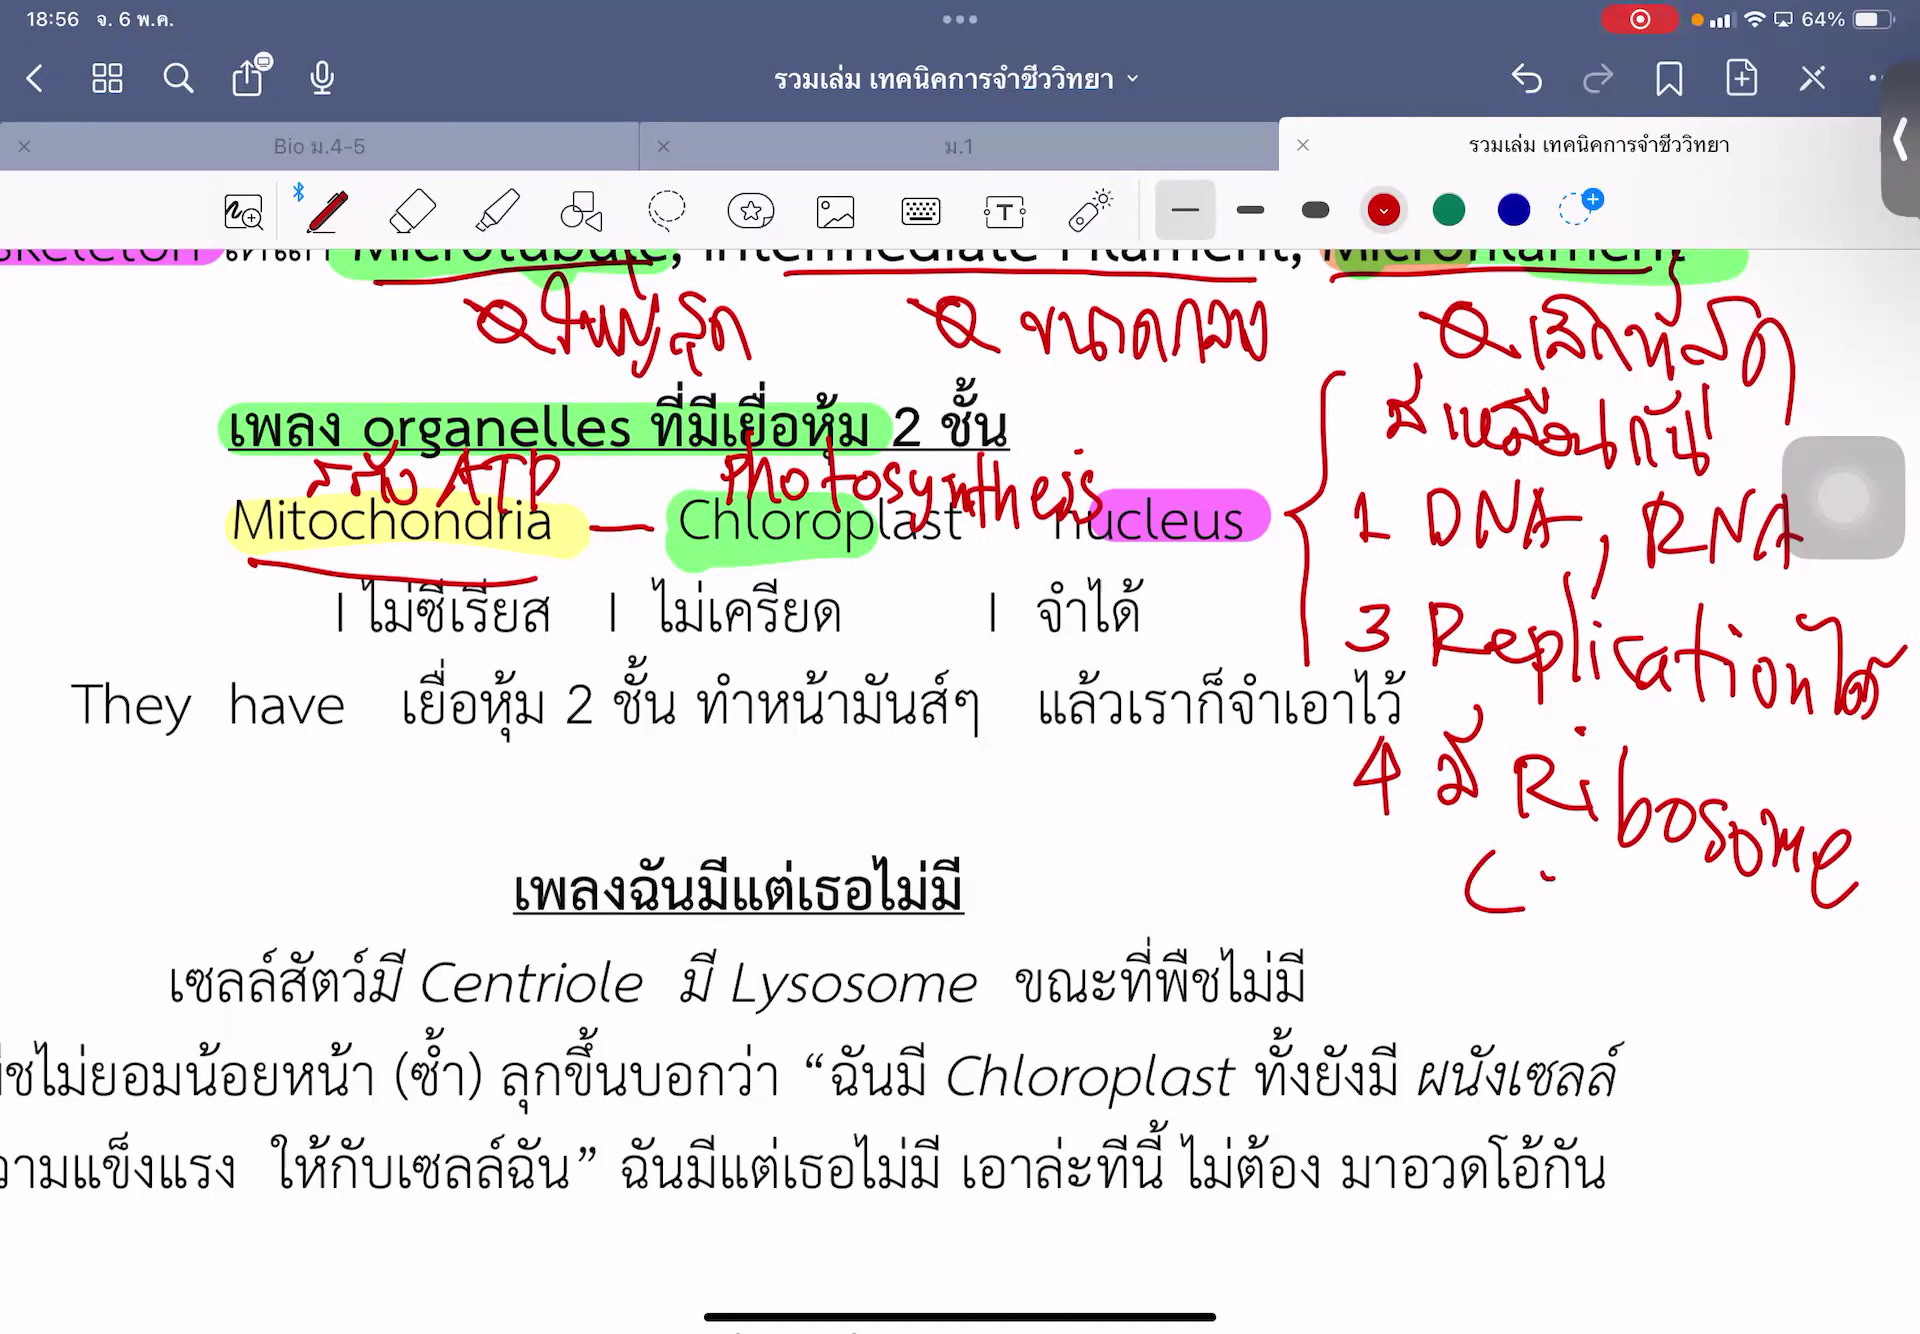 18:56 จ. 6 พ.ค.
64%
รวมเล่ม เทคนิคการจำชีววิทยา
Bio ม.4-5
ม.1
รวมเล่ม เทคนิคการจำชีววิทยา
skeleton ได้แก่ Microtubule, Intermediate Filament, Microfilament
ใหญ่สุด ขนาดกลาง เล็กที่สุด
เพลง organelles ที่มีเยื่อหุ้ม 2 ชั้น
มีเหมือนกัน
สร้าง ATP Photosynthesis
Mitochondria Chloroplast nucleus
1 DNA, RNA
I ไม่ซีเรียส I ไม่เครียด I จำได้
3 Replication ได้
They have เยื่อหุ้ม 2 ชั้น ทำหน้ามันส์ๆ แล้วเราก็จำเอาไว้
4 มี Ribosome
เพลงฉันมีแต่เธอไม่มี
เซลล์สัตว์มี Centriole มี Lysosome ขณะที่พืชไม่มี
ืชไม่ยอมน้อยหน้า (ซ้ำ) ลุกขึ้นบอกว่า “ฉันมี Chloroplast ทั้งยังมี ผนังเซลล์
วามแข็งแรง ให้กับเซลล์ฉัน” ฉันมีแต่เธอไม่มี เอาล่ะทีนี้ ไม่ต้อง มาอวดโอ้กัน